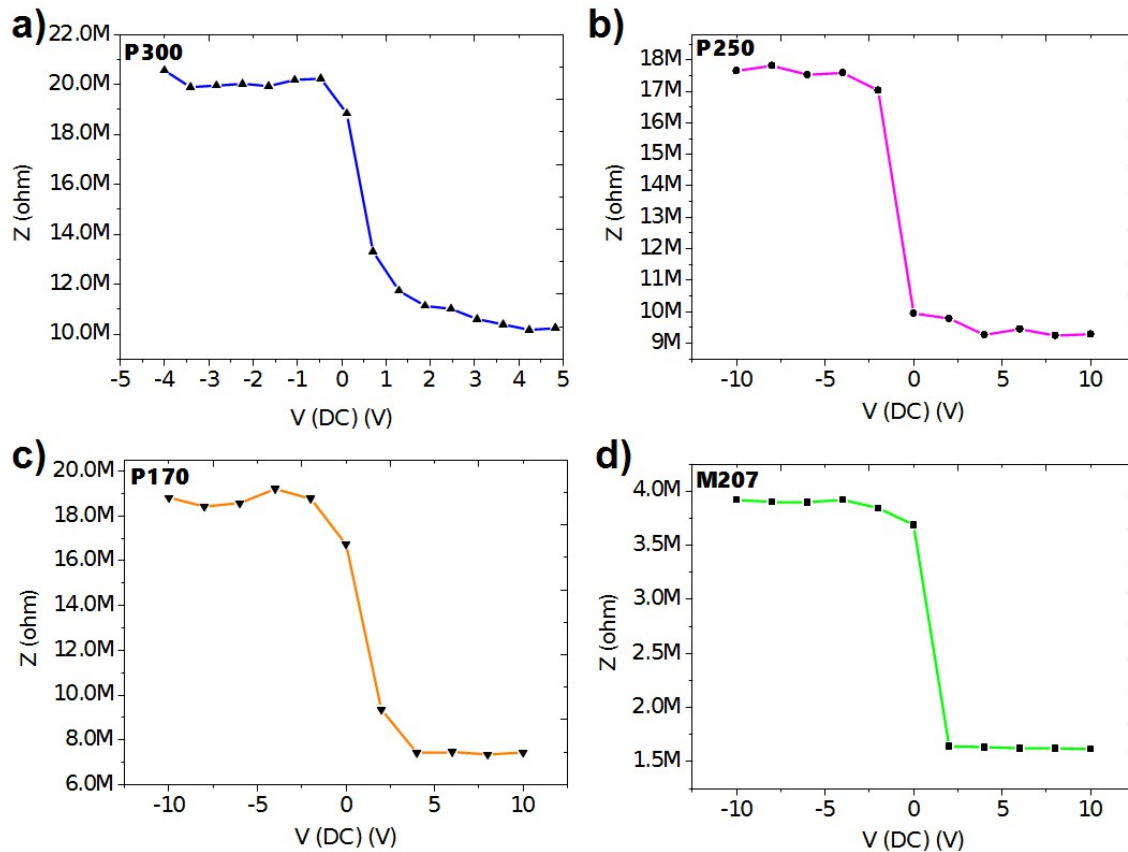 a)
P300
22.0M
20.0M
18.0M
16.0M
14.0M
12.0M
10.0M
Z (ohm)
-5 -4 -3 -2 -1 0 1 2 3 4 5
V (DC) (V)
b)
P250
18M
17M
16M
15M
14M
13M
12M
11M
10M
9M
Z (ohm)
-10 -5 0 5 10
V (DC) (V)
c)
P170
20.0M
18.0M
16.0M
14.0M
12.0M
10.0M
8.0M
6.0M
Z (ohm)
-10 -5 0 5 10
V (DC) (V)
d)
M207
4.0M
3.5M
3.0M
2.5M
2.0M
1.5M
Z (ohm)
-10 -5 0 5 10
V (DC) (V)